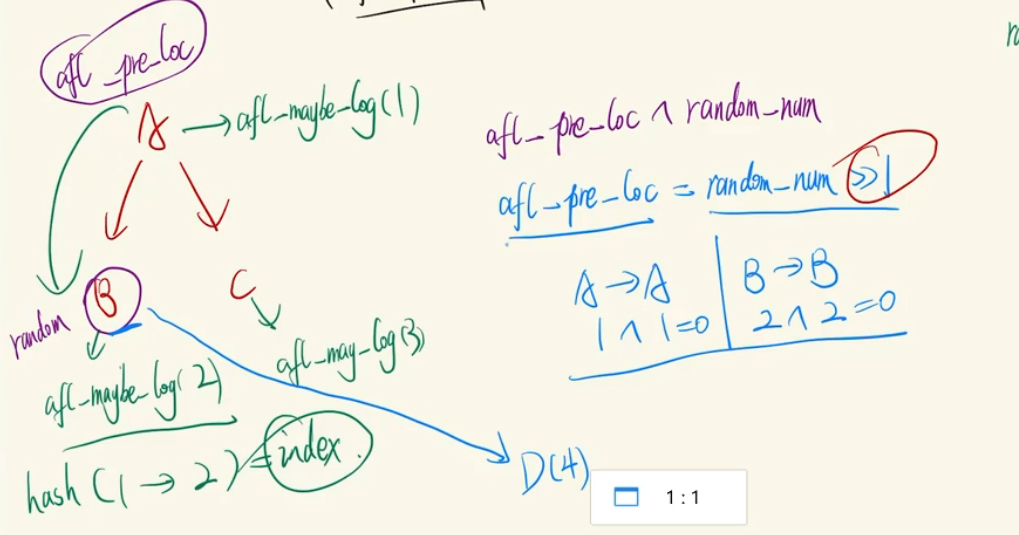 afl_pre_loc
A → afl_maybe_log(1)
B
C
random
afl_maybe_log(2)
afl_may_log(3)
hash (1 → 2) = index.
D(4)
afl_pre_loc ∧ random_num
afl_pre_loc = random_num >>1
A → A
1 ∧ 1=0
B → B
2 ∧ 2=0
1 : 1